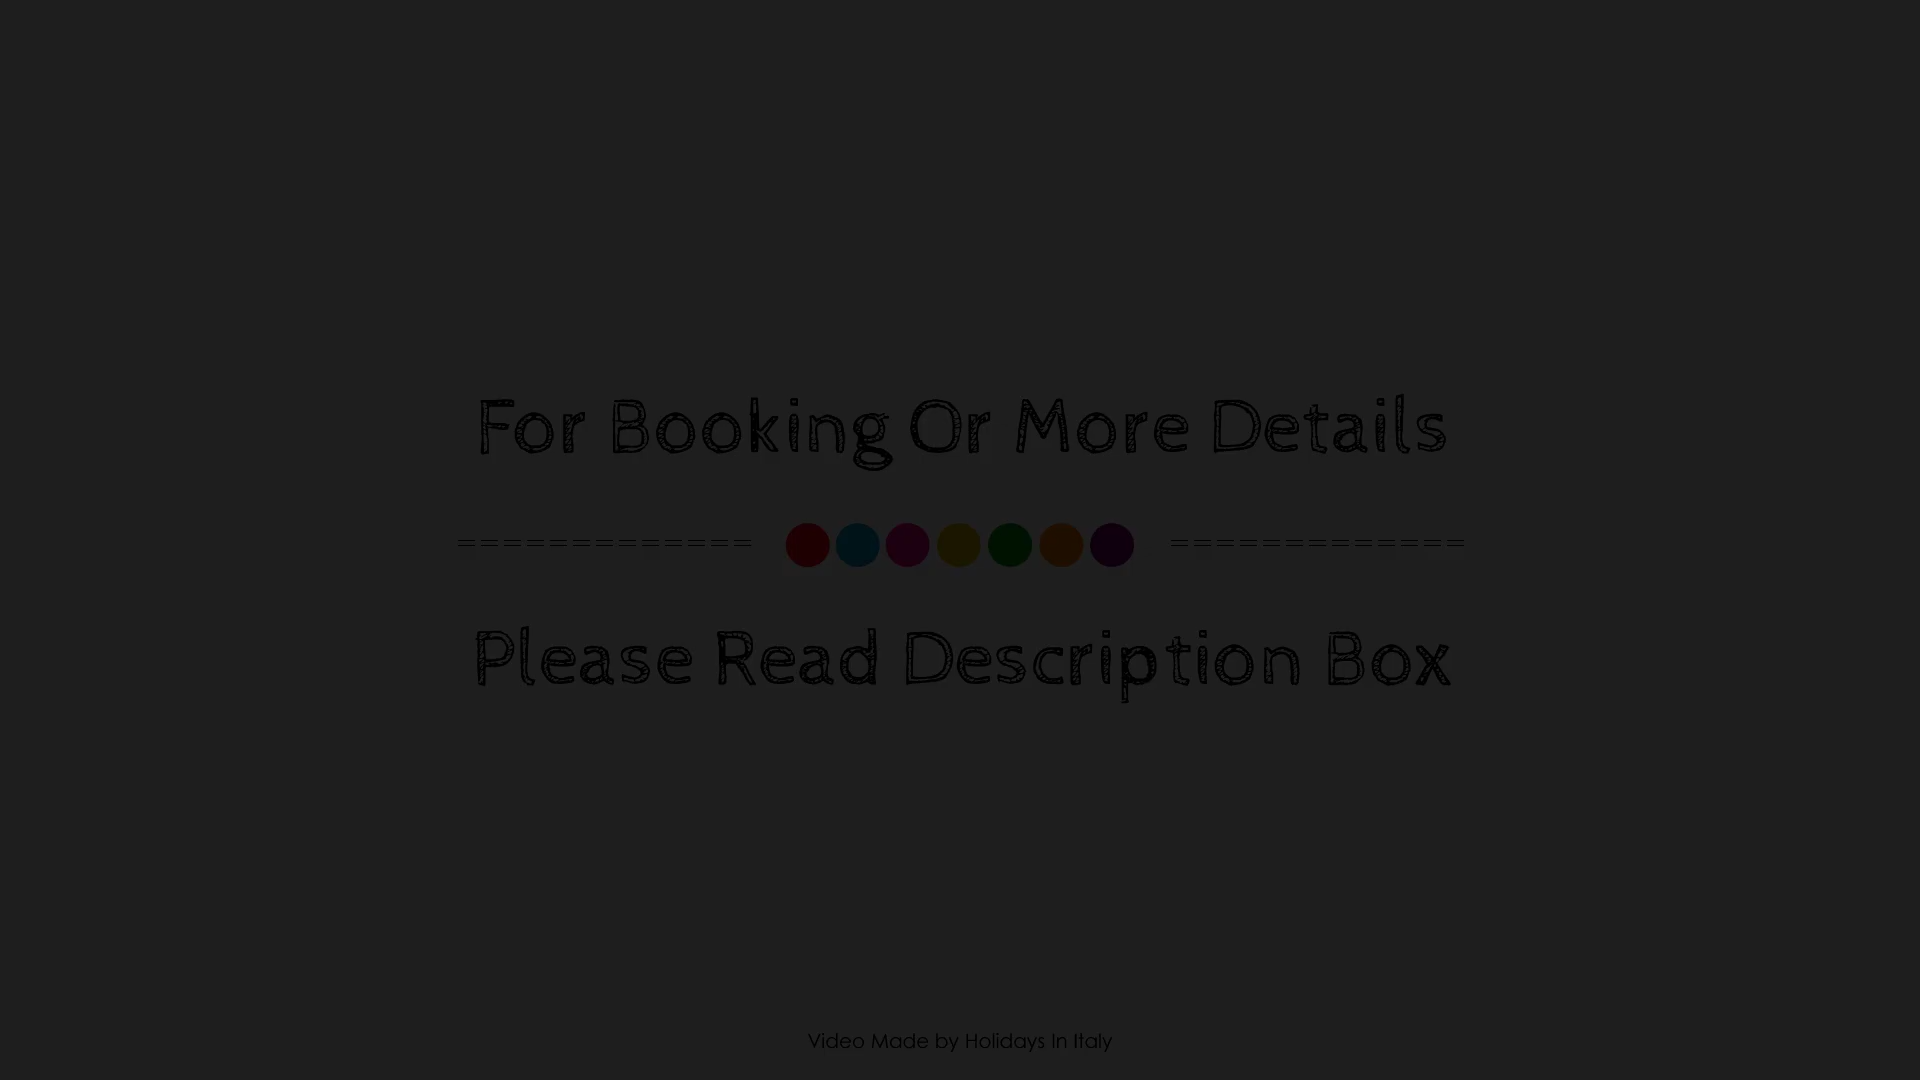 For Booking Or More Details
============= =============
Please Read Description Box
Video Made by Holidays In Italy